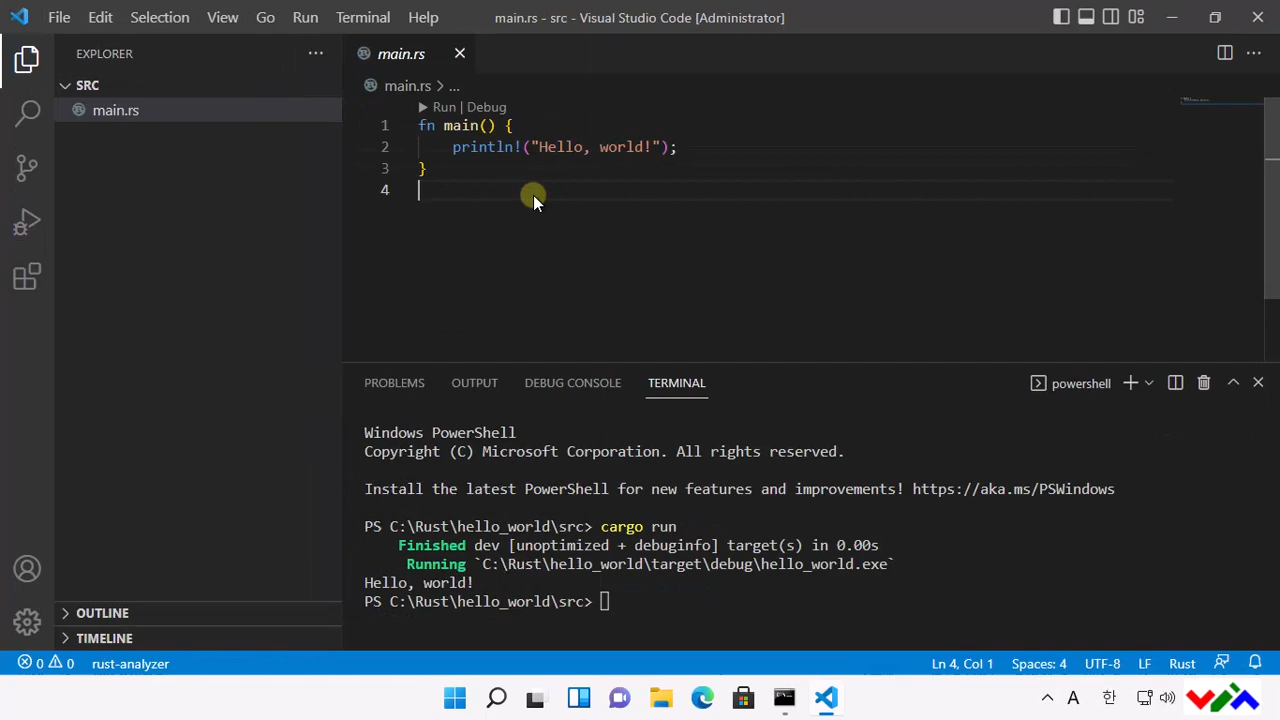 File Edit Selection View Go Run Terminal Help main.rs - src - Visual Studio Code [Administrator]
EXPLORER
main.rs
SRC
main.rs
main.rs > ...
Run | Debug
1 fn main() {
2 println!("Hello, world!");
3 }
4
PROBLEMS OUTPUT DEBUG CONSOLE TERMINAL powershell
Windows PowerShell
Copyright (C) Microsoft Corporation. All rights reserved.
Install the latest PowerShell for new features and improvements! https://aka.ms/PSWindows
PS C:\Rust\hello_world\src> cargo run
Finished dev [unoptimized + debuginfo] target(s) in 0.00s
Running `C:\Rust\hello_world\target\debug\hello_world.exe`
Hello, world!
PS C:\Rust\hello_world\src>
OUTLINE
TIMELINE
0 0 rust-analyzer Ln 4, Col 1 Spaces: 4 UTF-8 LF Rust
A 한 VIA